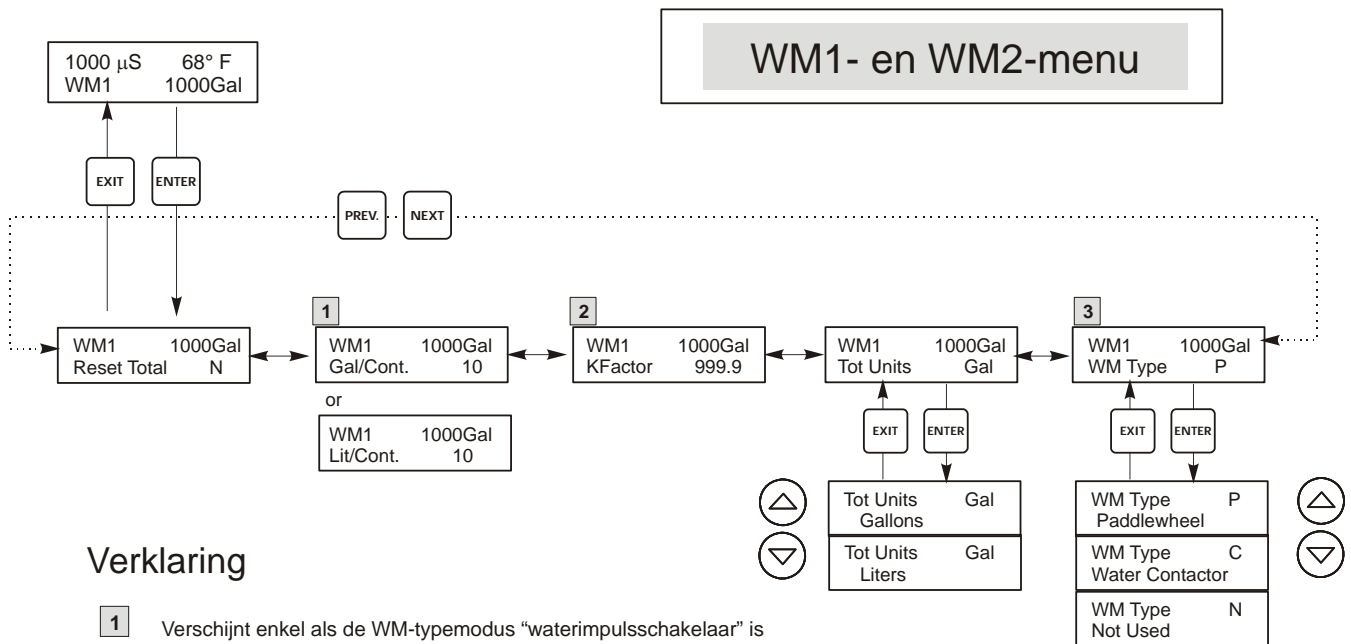 WM1- en WM2-menu
1000 μS 68° F
WM1 1000Gal
EXIT
ENTER
PREV.
NEXT
WM1 1000Gal
Reset Total N
1
WM1 1000Gal
Gal/Cont. 10
or
WM1 1000Gal
Lit/Cont. 10
2
WM1 1000Gal
KFactor 999.9
WM1 1000Gal
Tot Units Gal
EXIT
ENTER
Tot Units Gal
Gallons
Tot Units Gal
Liters
3
WM1 1000Gal
WM Type P
EXIT
ENTER
WM Type P
Paddlewheel
WM Type C
Water Contactor
WM Type N
Not Used
Verklaring
1 Verschijnt enkel als de WM-typemodus “waterimpulsschakelaar” is